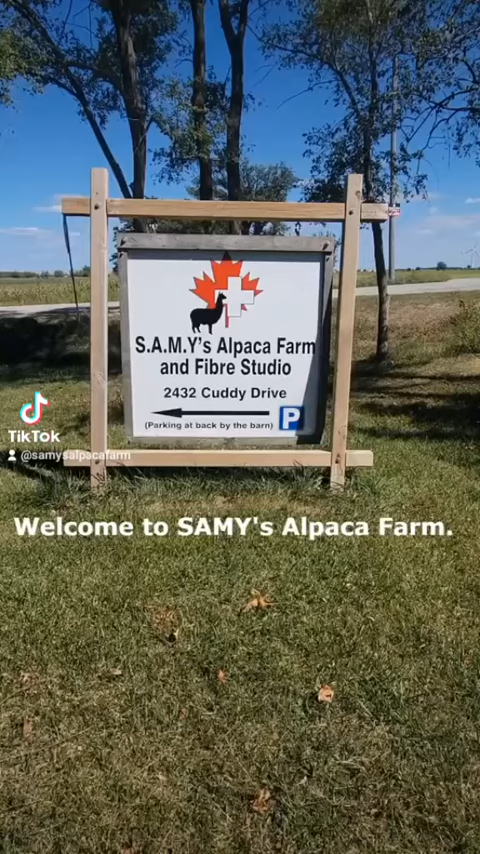 S.A.M.Y's Alpaca Farm
and Fibre Studio
2432 Cuddy Drive
(Parking at back by the barn)
P
TikTok
@samysalpacafarm
Welcome to SAMY's Alpaca Farm.